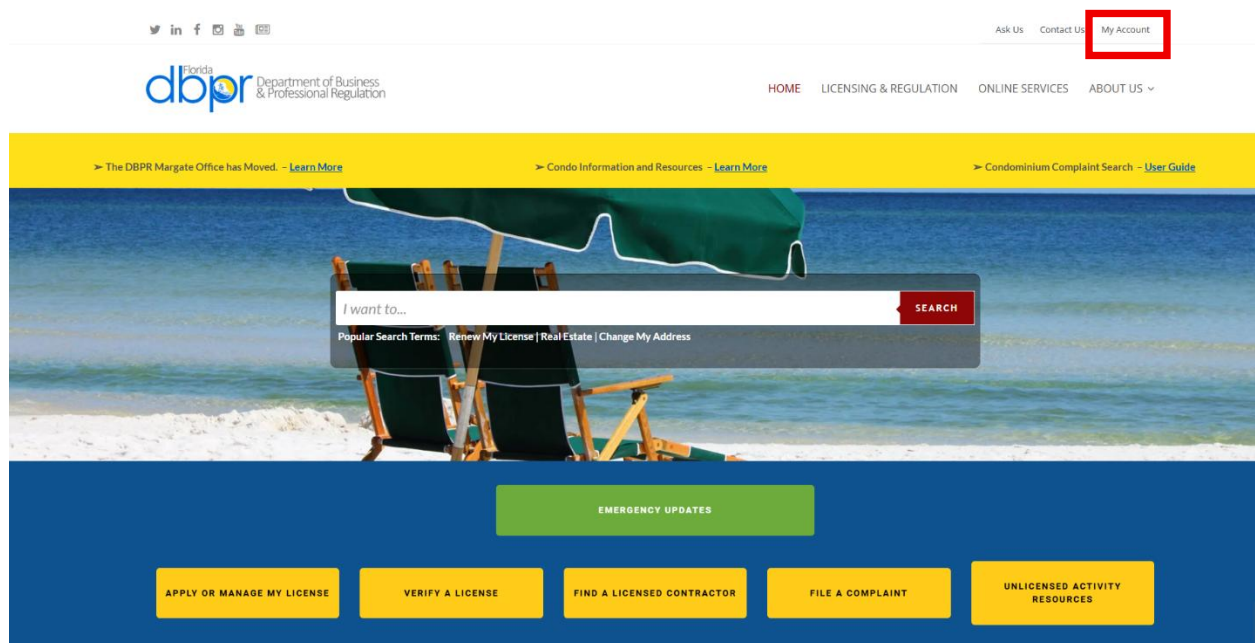 Ask Us Contact Us My Account
Florida
dbpr Department of Business
& Professional Regulation
HOME LICENSING & REGULATION ONLINE SERVICES ABOUT US
➢ The DBPR Margate Office has Moved. – Learn More ➢ Condo Information and Resources – Learn More ➢ Condominium Complaint Search – User Guide
I want to...
SEARCH
Popular Search Terms: Renew My License | Real Estate | Change My Address
EMERGENCY UPDATES
APPLY OR MANAGE MY LICENSE
VERIFY A LICENSE
FIND A LICENSED CONTRACTOR
FILE A COMPLAINT
UNLICENSED ACTIVITY
RESOURCES